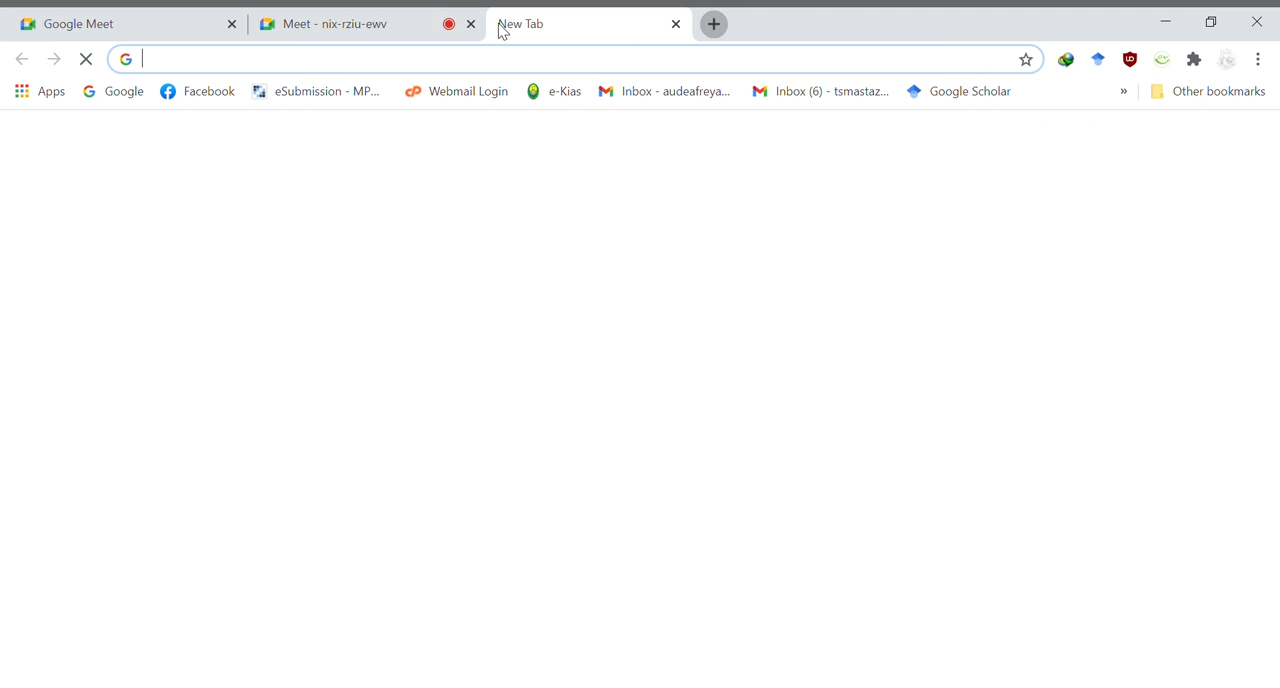 Google Meet
Meet - nix-rziu-ewv
New Tab
Apps
Google
Facebook
eSubmission - MP...
Webmail Login
e-Kias
Inbox - audeafreya...
Inbox (6) - tsmastaz...
Google Scholar
»
Other bookmarks